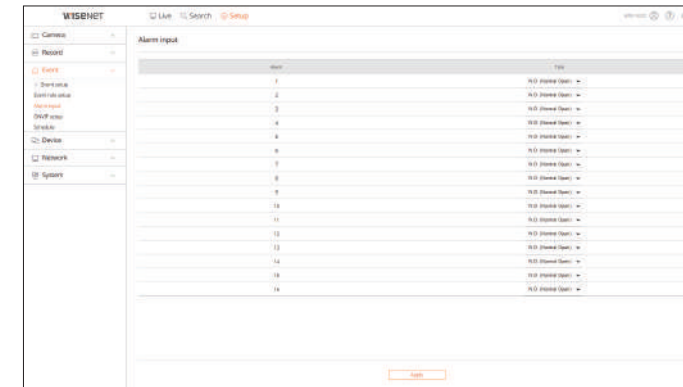 WISENET
Live Search Setup
Camera
Record
Event
Event setup
Event rule setup
Alarm input
ONVIF setup
Schedule
Device
Network
System
Alarm input
Alarm Type
1 N.O (Normal Open)
2 N.O (Normal Open)
3 N.O (Normal Open)
4 N.O (Normal Open)
5 N.O (Normal Open)
6 N.O (Normal Open)
7 N.O (Normal Open)
8 N.O (Normal Open)
9 N.O (Normal Open)
10 N.O (Normal Open)
11 N.O (Normal Open)
12 N.O (Normal Open)
13 N.O (Normal Open)
14 N.O (Normal Open)
15 N.O (Normal Open)
16 N.O (Normal Open)
Apply